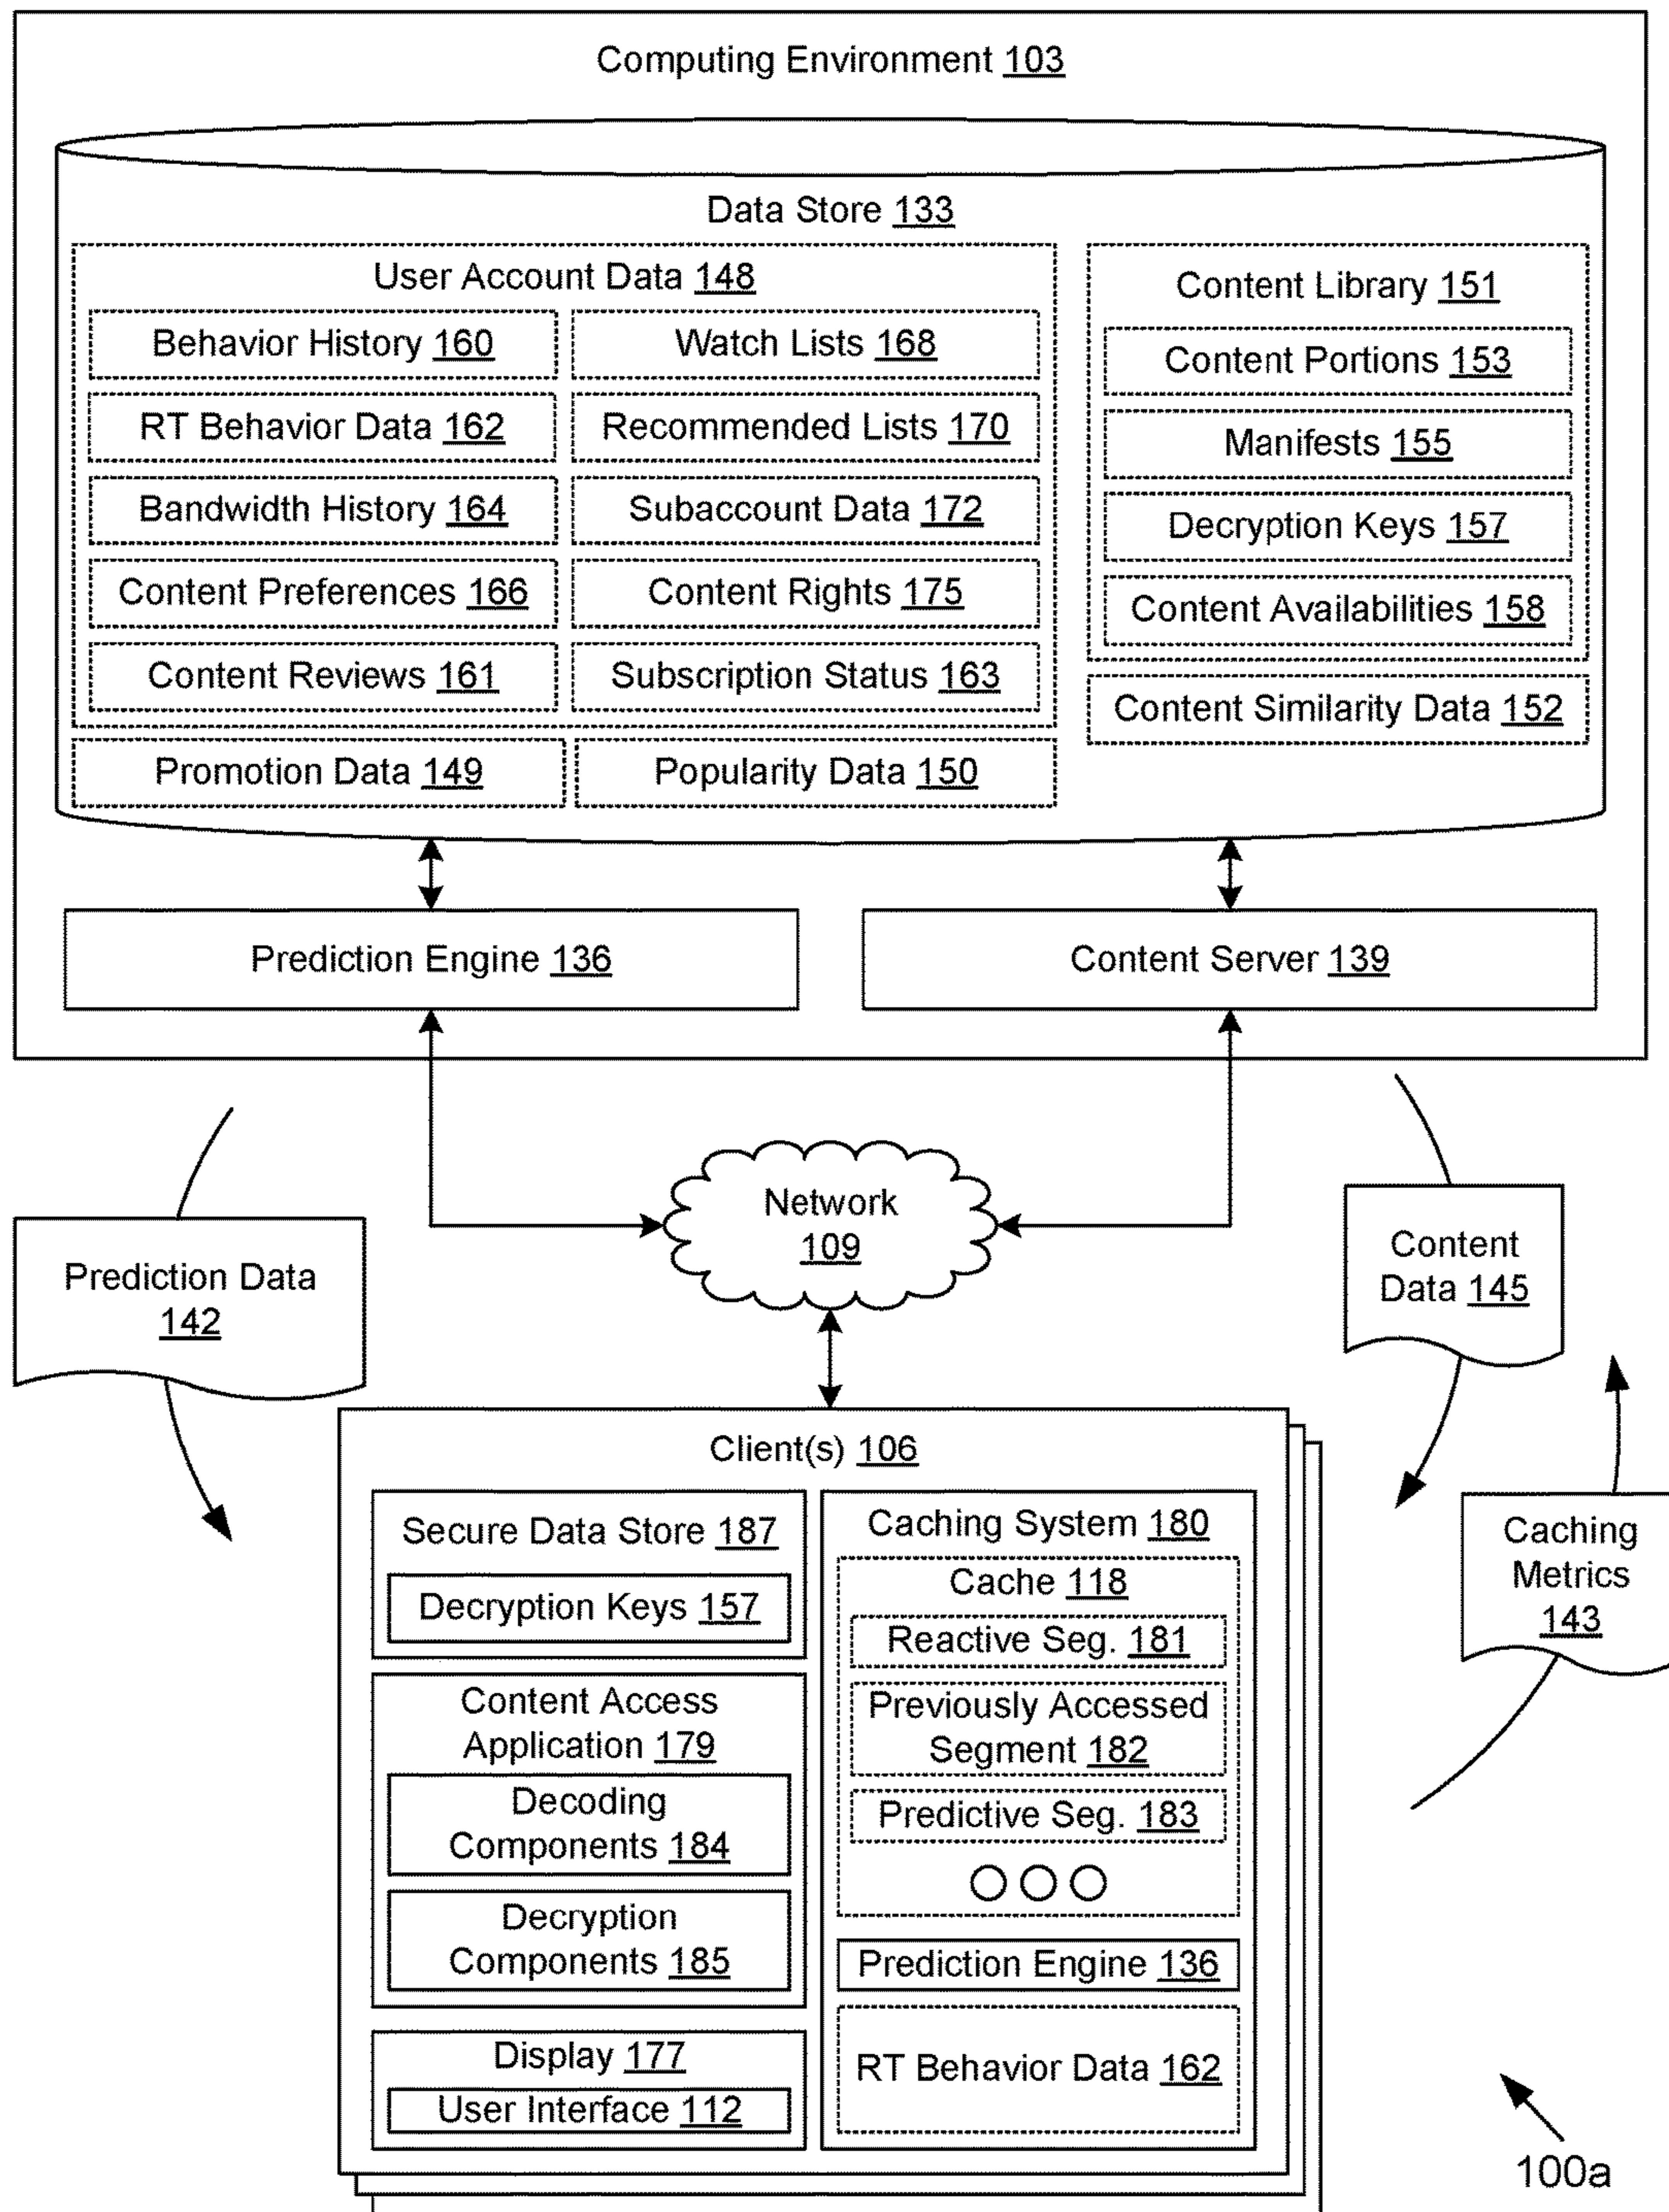 Computing Environment 103
Data Store 133
User Account Data 148
Behavior History 160
Watch Lists 168
RT Behavior Data 162
Recommended Lists 170
Bandwidth History 164
Subaccount Data 172
Content Preferences 166
Content Rights 175
Content Reviews 161
Subscription Status 163
Promotion Data 149
Popularity Data 150
Content Library 151
Content Portions 153
Manifests 155
Decryption Keys 157
Content Availabilities 158
Content Similarity Data 152
Prediction Engine 136
Content Server 139
Network
109
Prediction Data
142
Content
Data 145
Caching
Metrics
143
Client(s) 106
Secure Data Store 187
Decryption Keys 157
Content Access
Application 179
Decoding
Components 184
Decryption
Components 185
Display 177
User Interface 112
Caching System 180
Cache 118
Reactive Seg. 181
Previously Accessed
Segment 182
Predictive Seg. 183
Prediction Engine 136
RT Behavior Data 162
100a